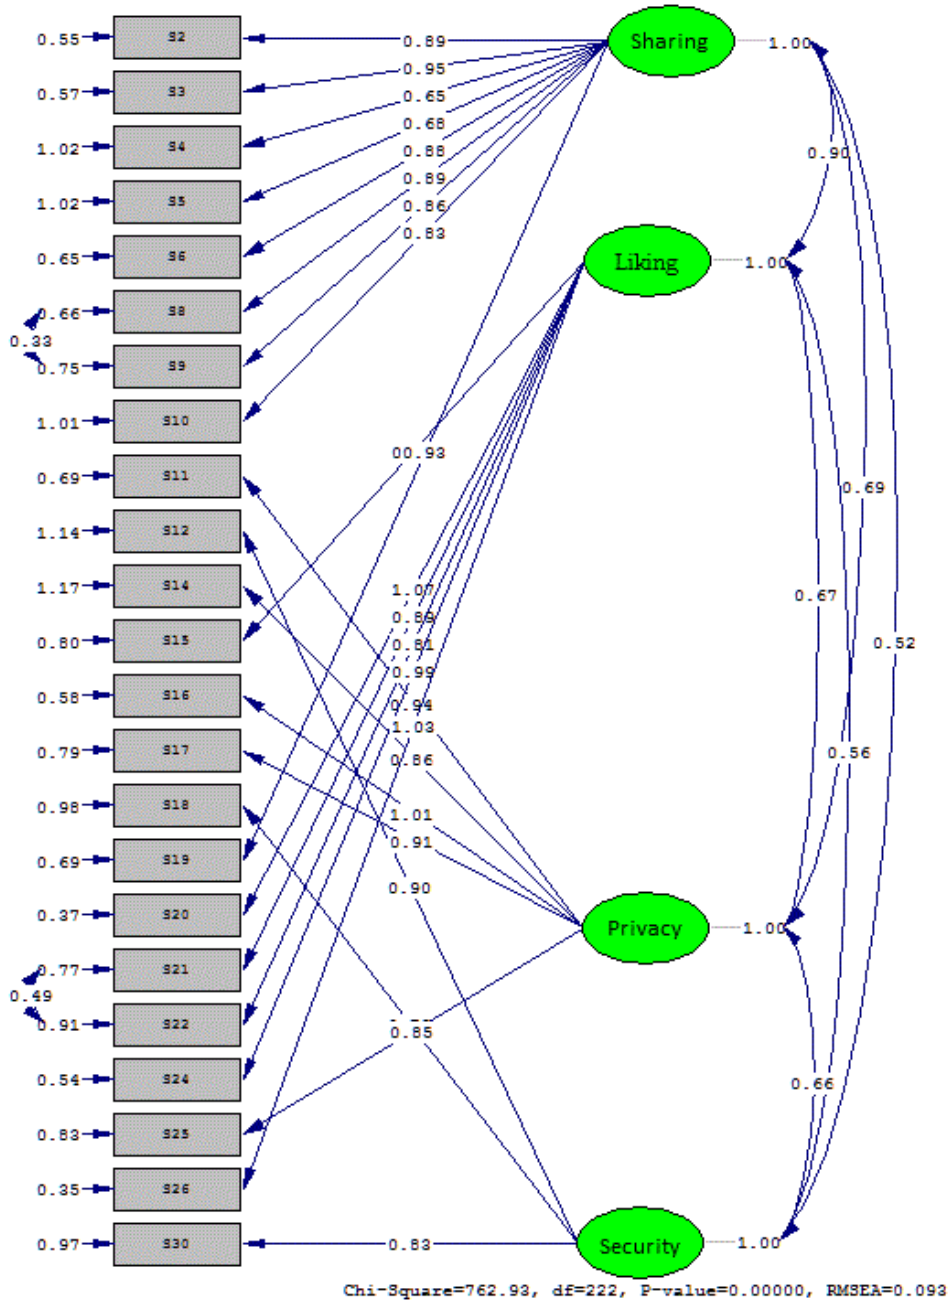 0.55 S2 0.89 Sharing 1.00
0.57 S3 0.95
0.65
1.02 S4 0.68
0.88 0.90
0.89
1.02 S5 0.86
0.83
0.65 S6 Liking 1.00
0.66 S8
0.33
0.75 S9
1.01 S10
0.93
0.69 S11 0.69
1.14 S12
1.17 S14 1.07 0.67
0.89
0.80 S15 0.81 0.52
0.99
0.58 S16 0.94
1.03
0.79 S17 0.86 0.56
0.98 S18 1.01
0.91
0.69 S19 0.90
0.37 S20 Privacy 1.00
0.77 S21
0.49
0.91 S22 0.85
0.54 S24 0.66
0.83 S25
0.35 S26
0.97 S30 0.83 Security 1.00
Chi-Square=762.93, df=222, P-value=0.00000, RMSEA=0.093